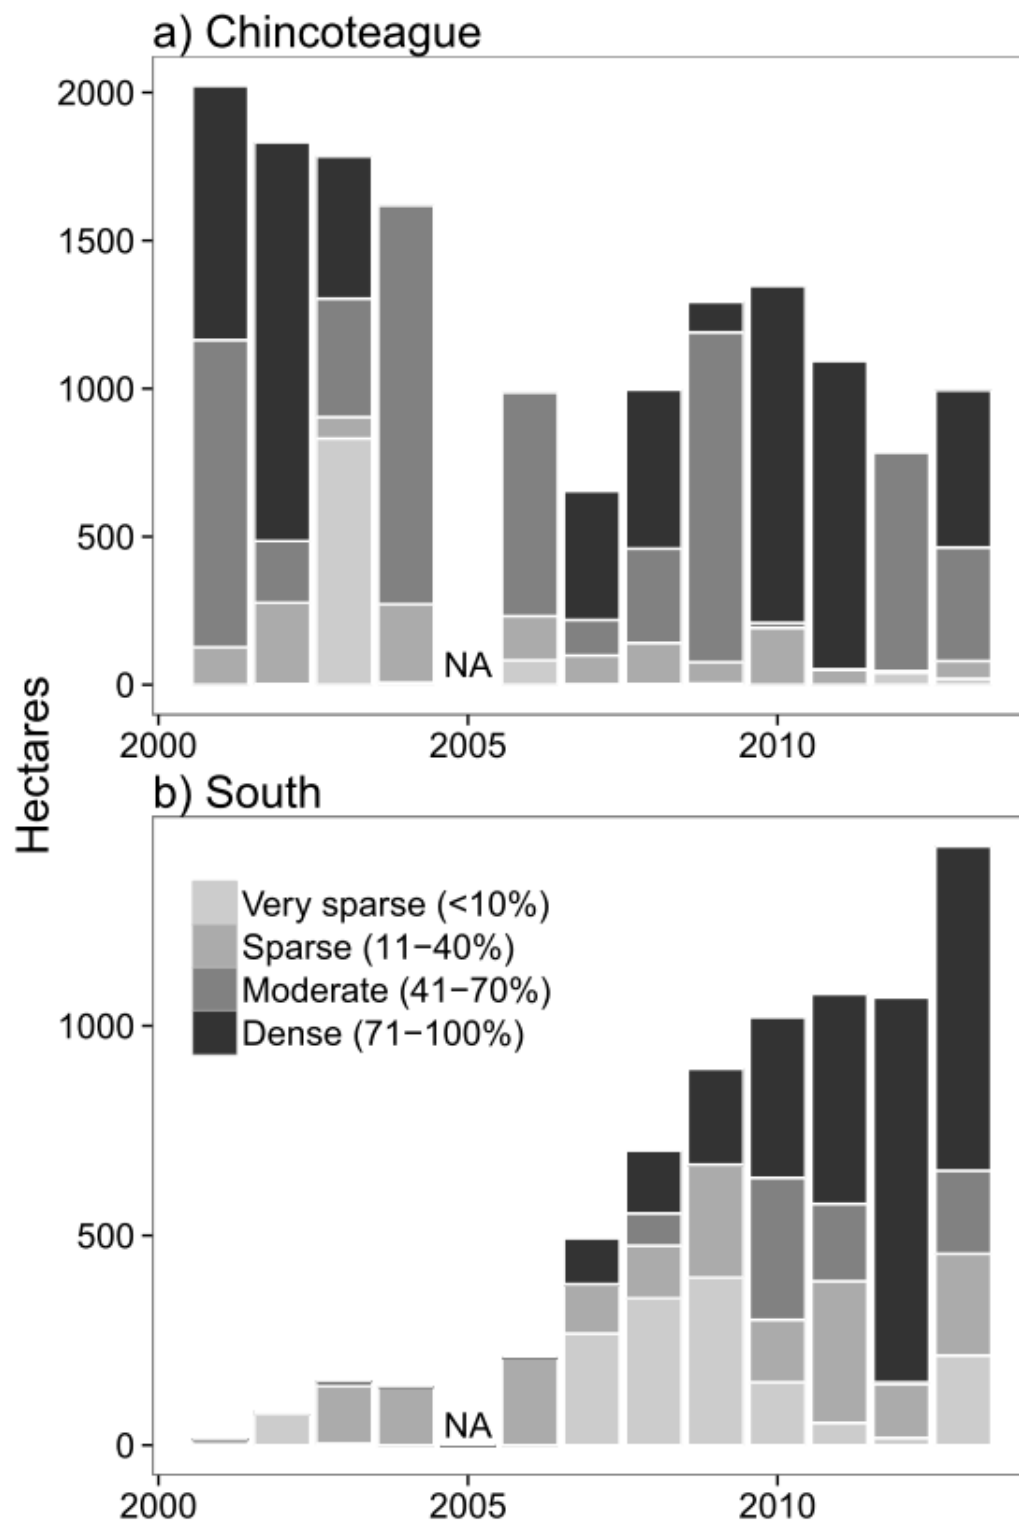 a) Chincoteague
2000
1500
1000
500
0
NA
2000 2005 2010
Hectares
b) South
Very sparse (<10%)
Sparse (11−40%)
Moderate (41−70%)
Dense (71−100%)
1000
500
0
NA
2000 2005 2010